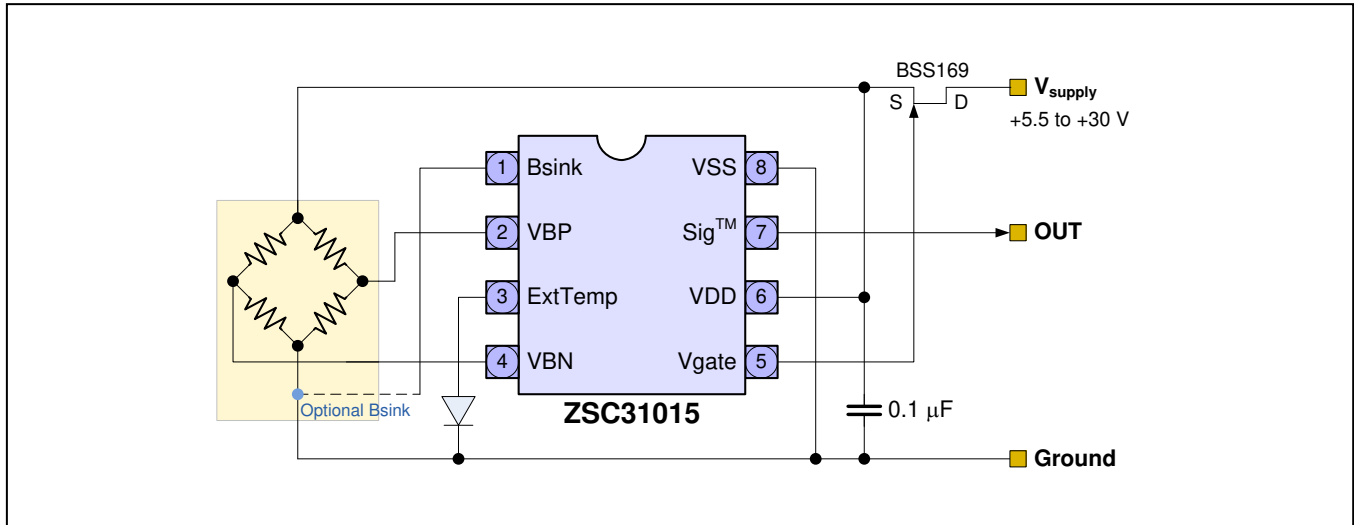 BSS169
S D
V_supply
+5.5 to +30 V
1 Bsink
VSS 8
2 VBP
Sig™ 7
OUT
3 ExtTemp
VDD 6
4 VBN
Vgate 5
Optional Bsink
ZSC31015
0.1 μF
Ground